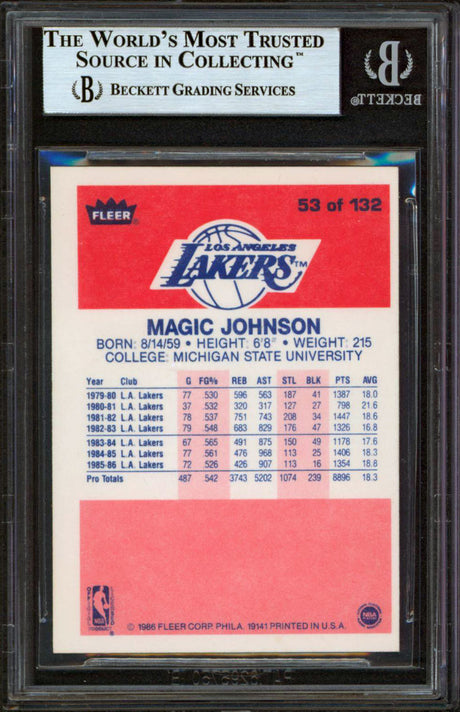 THE WORLD'S MOST TRUSTED
SOURCE IN COLLECTING™
B BECKETT GRADING SERVICES
B
BECKETT®
FLEER
53 of 132
LOS ANGELES
LAKERS™
MAGIC JOHNSON
BORN: 8/14/59 • HEIGHT: 6'8" • WEIGHT: 215
COLLEGE: MICHIGAN STATE UNIVERSITY
Year Club G FG% REB AST STL BLK PTS AVG
1979-80 L.A. Lakers 77 .530 596 563 187 41 1387 18.0
1980-81 L.A. Lakers 37 .532 320 317 127 27 798 21.6
1981-82 L.A. Lakers 78 .537 751 743 208 34 1447 18.6
1982-83 L.A. Lakers 79 .548 683 829 176 47 1326 16.8
1983-84 L.A. Lakers 67 .565 491 875 150 49 1178 17.6
1984-85 L.A. Lakers 77 .561 476 968 113 25 1406 18.3
1985-86 L.A. Lakers 72 .526 426 907 113 16 1354 18.8
Pro Totals 487 .542 3743 5202 1074 239 8896 18.3
NBA
© 1986 FLEER CORP. PHILA. 19141 PRINTED IN U.S.A.